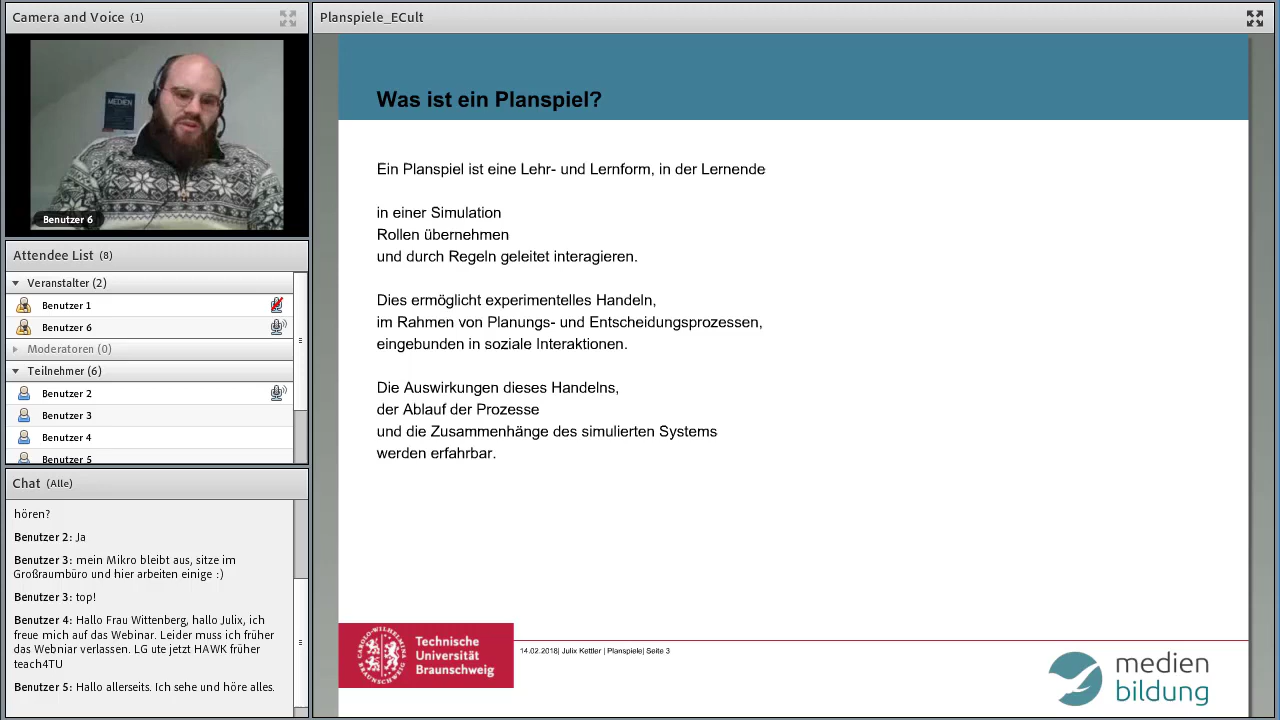 Camera and Voice (1)
MEDIEN
Benutzer 6
Attendee List (8)
Veranstalter (2)
Benutzer 1
Benutzer 6
Moderatoren (0)
Teilnehmer (6)
Benutzer 2
Benutzer 3
Benutzer 4
Benutzer 5
Chat (Alle)
hören?
Benutzer 2: Ja
Benutzer 3: mein Mikro bleibt aus, sitze im
Großraumbüro und hier arbeiten einige :)
Benutzer 3: top!
Benutzer 4: Hallo Frau Wittenberg, hallo Julix, ich
freue mich auf das Webinar. Leider muss ich früher
das Webniar verlassen. LG ute jetzt HAWK früher
teach4TU
Benutzer 5: Hallo allerseits. Ich sehe und höre alles.
Planspiele_ECult
Was ist ein Planspiel?
Ein Planspiel ist eine Lehr- und Lernform, in der Lernende
in einer Simulation
Rollen übernehmen
und durch Regeln geleitet interagieren.
Dies ermöglicht experimentelles Handeln,
im Rahmen von Planungs- und Entscheidungsprozessen,
eingebunden in soziale Interaktionen.
Die Auswirkungen dieses Handelns,
der Ablauf der Prozesse
und die Zusammenhänge des simulierten Systems
werden erfahrbar.
CAROLO-WILHELMINA
BRAUNSCHWEIG
Technische
Universität
Braunschweig
14.02.2018| Julix Kettler | Planspiele| Seite 3
medien
bildung